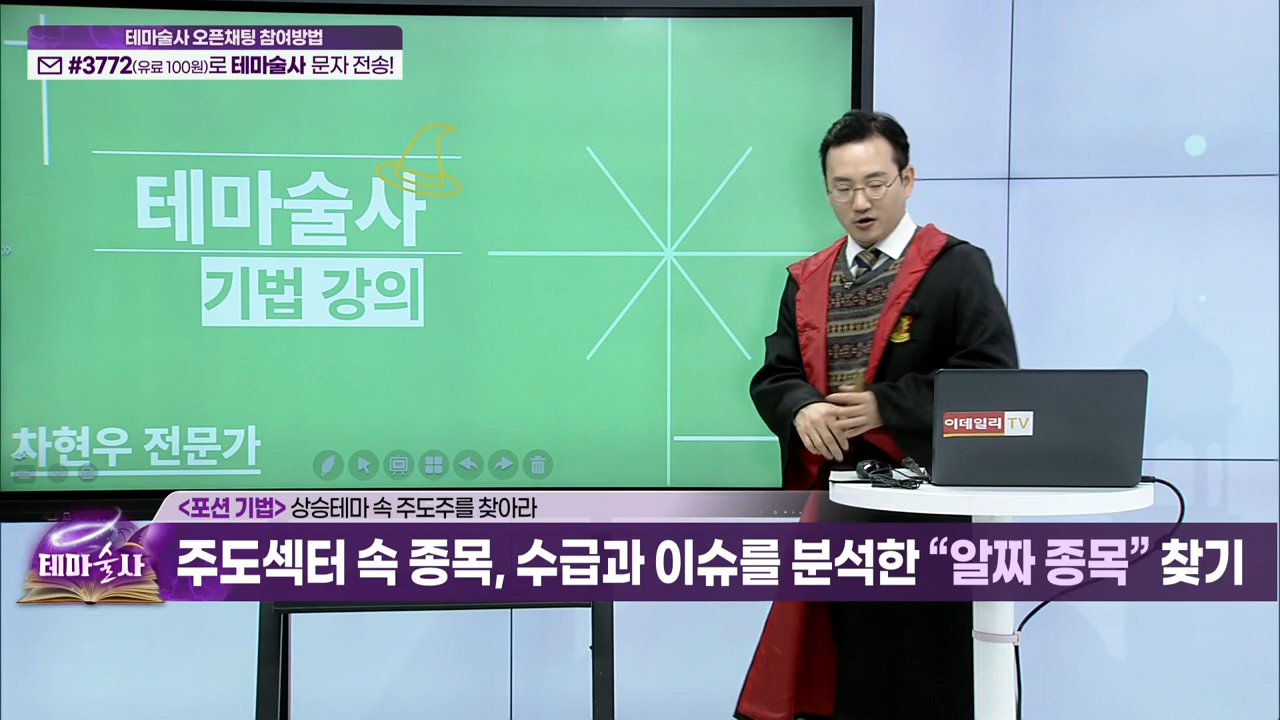 테마술사 오픈채팅 참여방법
#3772(유료 100원)로 테마술사 문자 전송!
테마술사
기법 강의
차현우 전문가
이데일리 TV
<포션 기법> 상승테마 속 주도주를 찾아라
테마술사
주도섹터 속 종목, 수급과 이슈를 분석한 “알짜 종목” 찾기